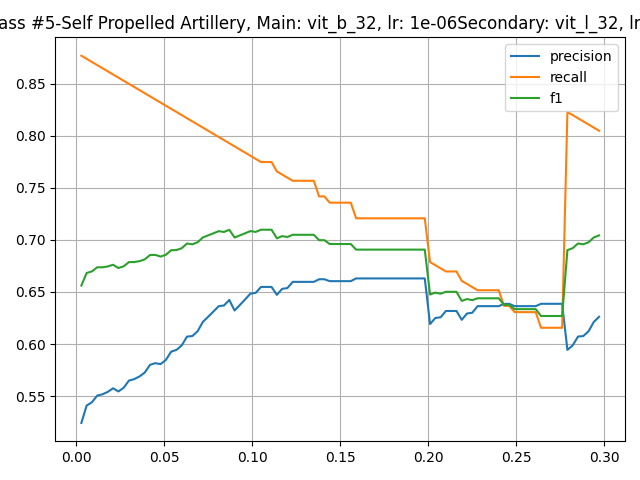 ass #5-Self Propelled Artillery, Main: vit_b_32, lr: 1e-06Secondary: vit_l_32, lr
precision
recall
f1
0.85
0.80
0.75
0.70
0.65
0.60
0.55
0.00 0.05 0.10 0.15 0.20 0.25 0.30